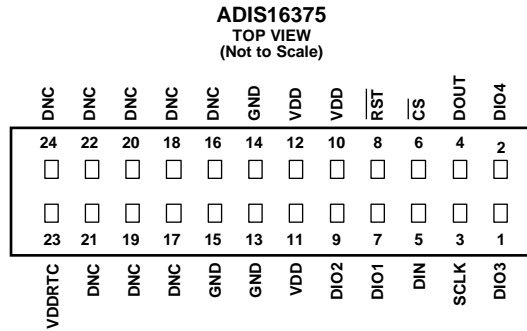 ADIS16375
TOP VIEW
(Not to Scale)
DNC DNC DNC DNC DNC GND VDD VDD RST CS DOUT DIO4
24 22 20 18 16 14 12 10 8 6 4 2
23 21 19 17 15 13 11 9 7 5 3 1
VDDRTC DNC DNC DNC GND GND VDD DIO2 DIO1 DIN SCLK DIO3